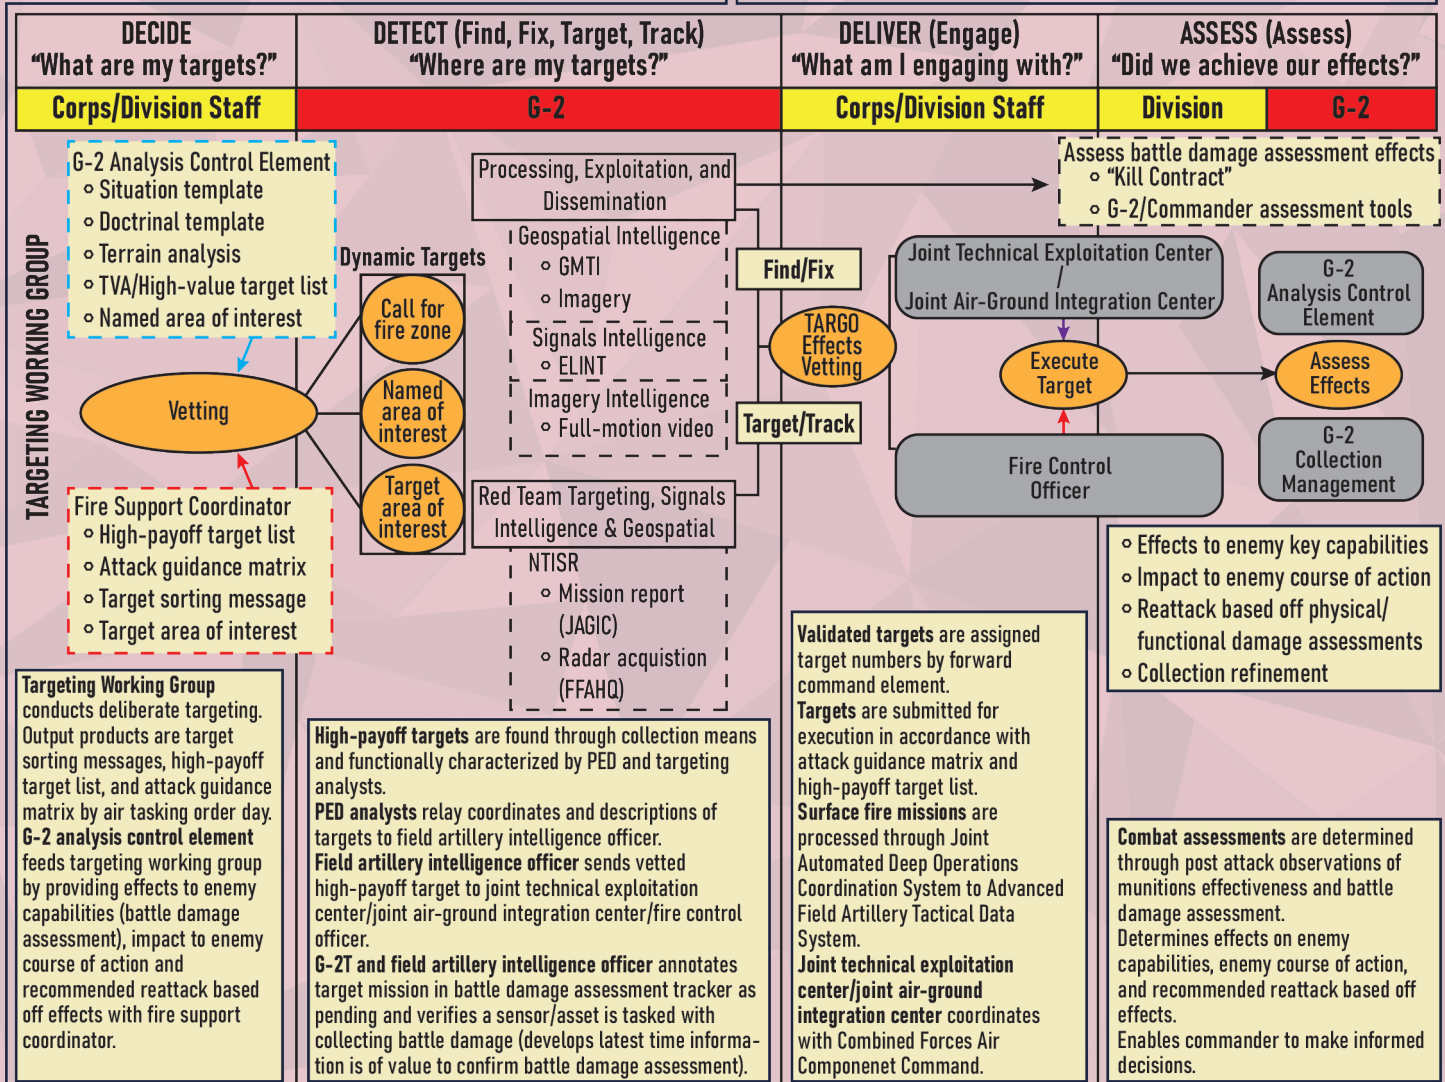 DECIDE
“What are my targets?”
DETECT (Find, Fix, Target, Track)
“Where are my targets?”
DELIVER (Engage)
“What am I engaging with?”
ASSESS (Assess)
“Did we achieve our effects?”
Corps/Division Staff
G-2
Corps/Division Staff
Division
G-2
TARGETING WORKING GROUP
G-2 Analysis Control Element
Situation template
Doctrinal template
Terrain analysis
TVA/High-value target list
Named area of interest
Vetting
Fire Support Coordinator
High-payoff target list
Attack guidance matrix
Target sorting message
Target area of interest
Targeting Working Group
conducts deliberate targeting.
Output products are target
sorting messages, high-payoff
target list, and attack guidance
matrix by air tasking order day.
G-2 analysis control element
feeds targeting working group
by providing effects to enemy
capabilities (battle damage
assessment), impact to enemy
course of action and
recommended reattack based
off effects with fire support
coordinator.
Dynamic Targets
Call for
fire zone
Named
area of
interest
Target
area of
interest
Processing, Exploitation, and
Dissemination
Geospatial Intelligence
GMTI
Imagery
Signals Intelligence
ELINT
Imagery Intelligence
Full-motion video
Red Team Targeting, Signals
Intelligence & Geospatial
NTISR
Mission report
(JAGIC)
Radar acquistion
(FFAHQ)
High-payoff targets are found through collection means
and functionally characterized by PED and targeting
analysts.
PED analysts relay coordinates and descriptions of
targets to field artillery intelligence officer.
Field artillery intelligence officer sends vetted
high-payoff target to joint technical exploitation
center/joint air-ground integration center/fire control
officer.
G-2T and field artillery intelligence officer annotates
target mission in battle damage assessment tracker as
pending and verifies a sensor/asset is tasked with
collecting battle damage (develops latest time informa-
tion is of value to confirm battle damage assessment).
Find/Fix
TARGO
Effects
Vetting
Target/Track
Joint Technical Exploitation Center
/
Joint Air-Ground Integration Center
Execute
Target
Fire Control
Officer
Validated targets are assigned
target numbers by forward
command element.
Targets are submitted for
execution in accordance with
attack guidance matrix and
high-payoff target list.
Surface fire missions are
processed through Joint
Automated Deep Operations
Coordination System to Advanced
Field Artillery Tactical Data
System.
Joint technical exploitation
center/joint air-ground
integration center coordinates
with Combined Forces Air
Componenet Command.
Assess battle damage assessment effects
“Kill Contract”
G-2/Commander assessment tools
G-2
Analysis Control
Element
Assess
Effects
G-2
Collection
Management
Effects to enemy key capabilities
Impact to enemy course of action
Reattack based off physical/
functional damage assessments
Collection refinement
Combat assessments are determined
through post attack observations of
munitions effectiveness and battle
damage assessment.
Determines effects on enemy
capabilities, enemy course of action,
and recommended reattack based off
effects.
Enables commander to make informed
decisions.